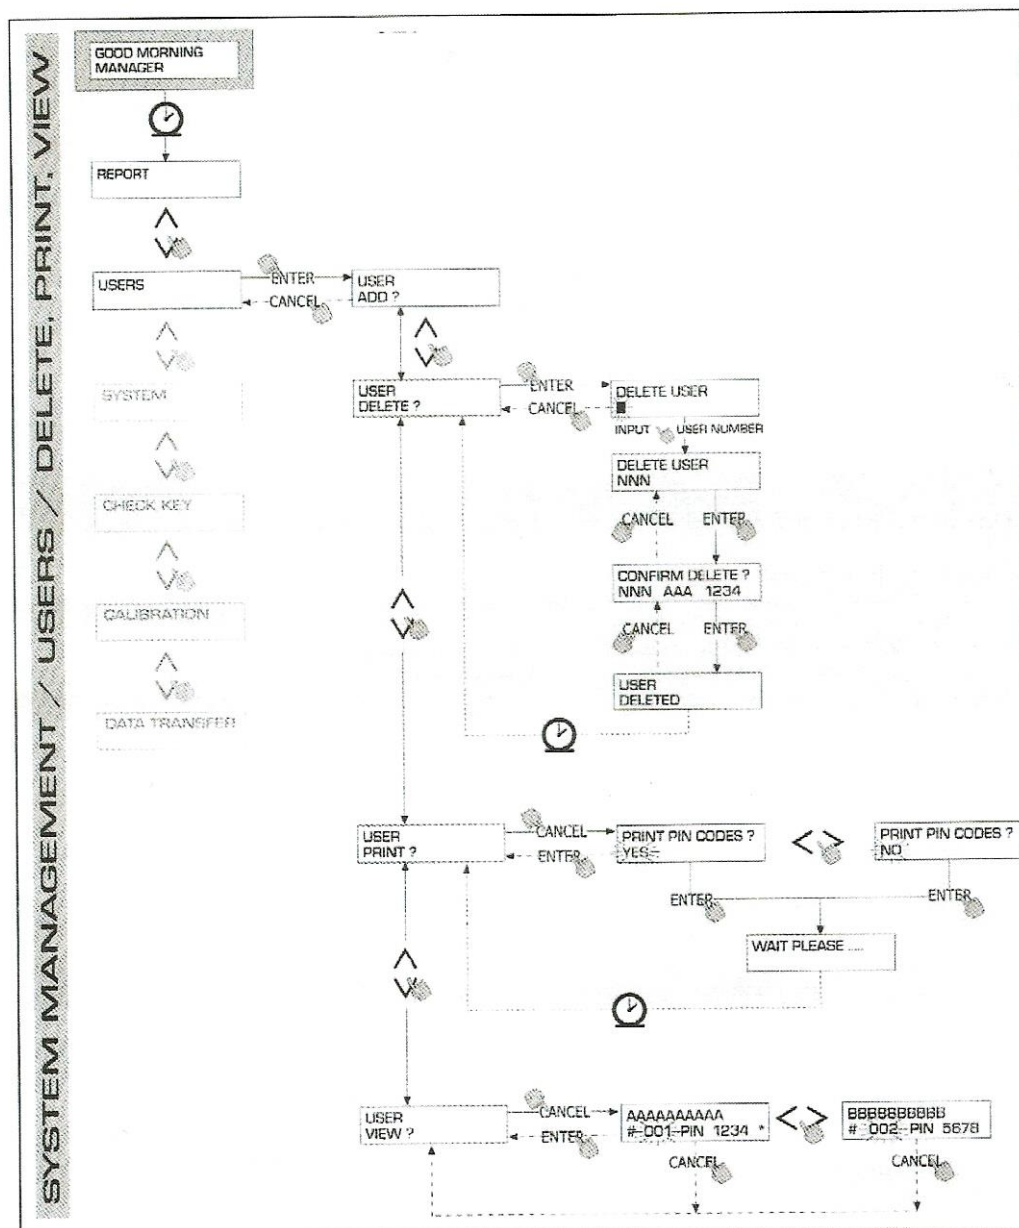 SYSTEM MANAGEMENT / USERS / DELETE, PRINT, VIEW
GOOD MORNING
MANAGER
REPORT
USERS
ENTER
CANCEL
USER
ADD ?
SYSTEM
CHECK KEY
CALIBRATION
DATA TRANSFER
USER
DELETE ?
ENTER
CANCEL
DELETE USER
INPUT USER NUMBER
DELETE USER
NNN
CANCEL ENTER
CONFIRM DELETE ?
NNN AAA 1234
CANCEL ENTER
USER
DELETED
USER
PRINT ?
CANCEL
ENTER
PRINT PIN CODES ?
YES
PRINT PIN CODES ?
NO
ENTER
ENTER
WAIT PLEASE .....
USER
VIEW ?
CANCEL
ENTER
AAAAAAAAAA
# 001 PIN 1234 *
BBBBBBBBBB
# 002 PIN 5678
CANCEL
CANCEL